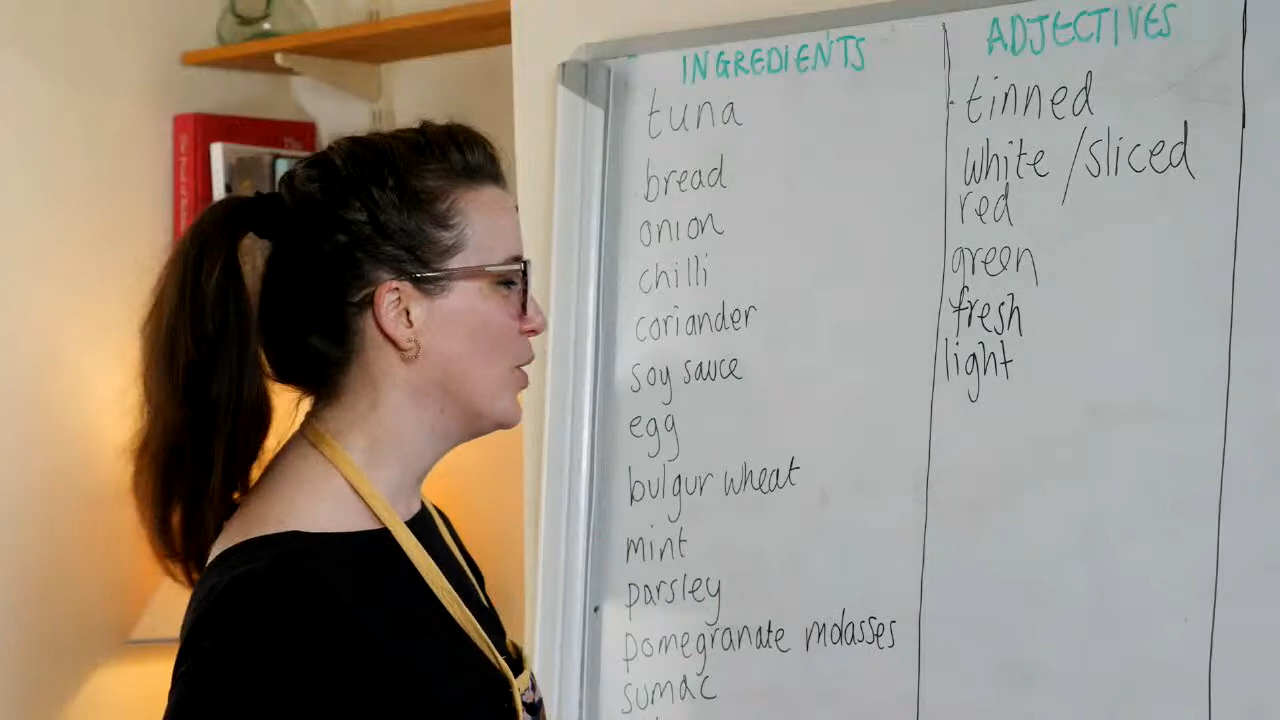 INGREDIENTS
ADJECTIVES
tuna
tinned
bread
white / sliced
onion
red
chilli
green
coriander
fresh
soy sauce
light
egg
bulgur wheat
mint
parsley
pomegranate molasses
sumac